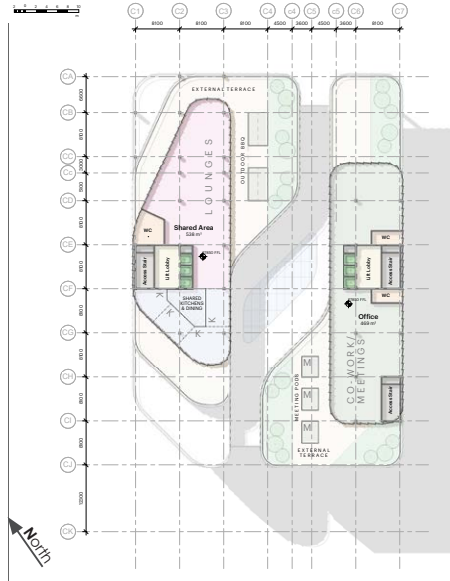 C1 C2 C3 C4 c4 C5 c5 C6 C7
8100 8100 8100 4500 3600 4500 3600 8100
CA
6600
EXTERNAL TERRACE
CB
8100
LOUNGES
OUTDOOR BBQ
CC
3000
Cc
5100
CD
8100
Shared Area
538 m²
WC
WC
CE
8100
Access Stair
Lift Lobby
Lift Lobby
Access Stair
CF
WC
SHARED
KITCHENS
& DINING
K
K
K
K
Office
469 m²
8100
CG
8100
CO-WORK/
MEETINGS
CH
MEETING PODS
M
M
M
Access Stair
CI
EXTERNAL
TERRACE
CJ
CK
North